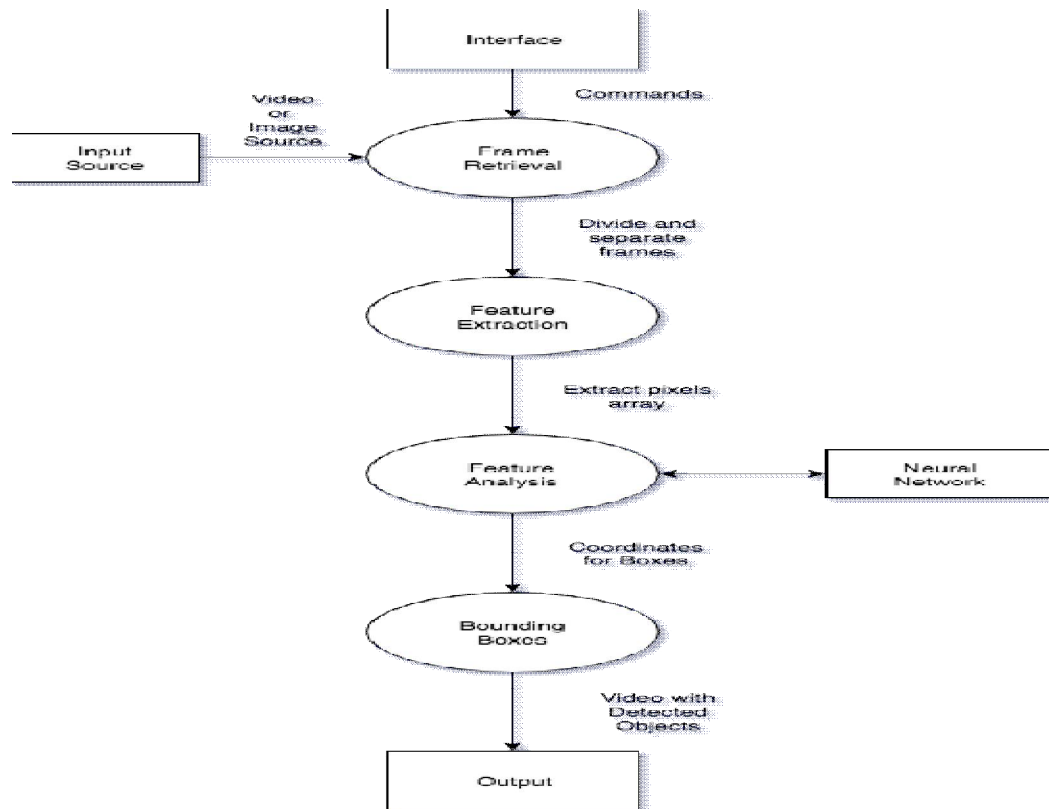 Interface
Commands
Video
or
Image
Source
Input
Source
Frame
Retrieval
Divide and
separate
frames
Feature
Extraction
Extract pixels
array
Feature
Analysis
Neural
Network
Coordinates
for Boxes
Bounding
Boxes
Video with
Detected
Objects
Output